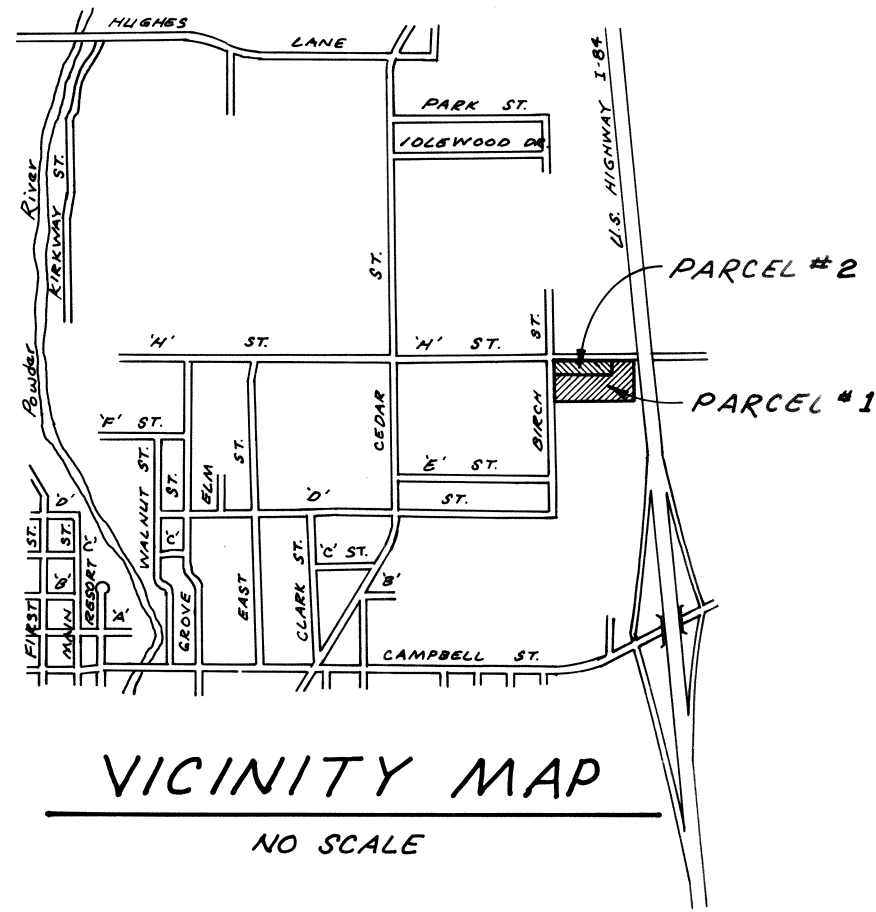 HUGHES LANE
PARK ST.
IDLEWOOD DR.
U.S. HIGHWAY I-84
Powder River
KIRKWAY ST.
PARCEL #2
'H' ST.
'H' ST.
BIRCH ST.
CEDAR ST.
PARCEL #1
'F' ST.
WALNUT ST.
ST.
ELM
EAST ST.
'E' ST.
'D' ST.
'D'
'C'
'C' ST.
CLARK ST.
GROVE
'B'
FIRST ST.
MAIN ST.
RESORT
'C'
'B'
'A'
CAMPBELL ST.
VICINITY MAP
NO SCALE